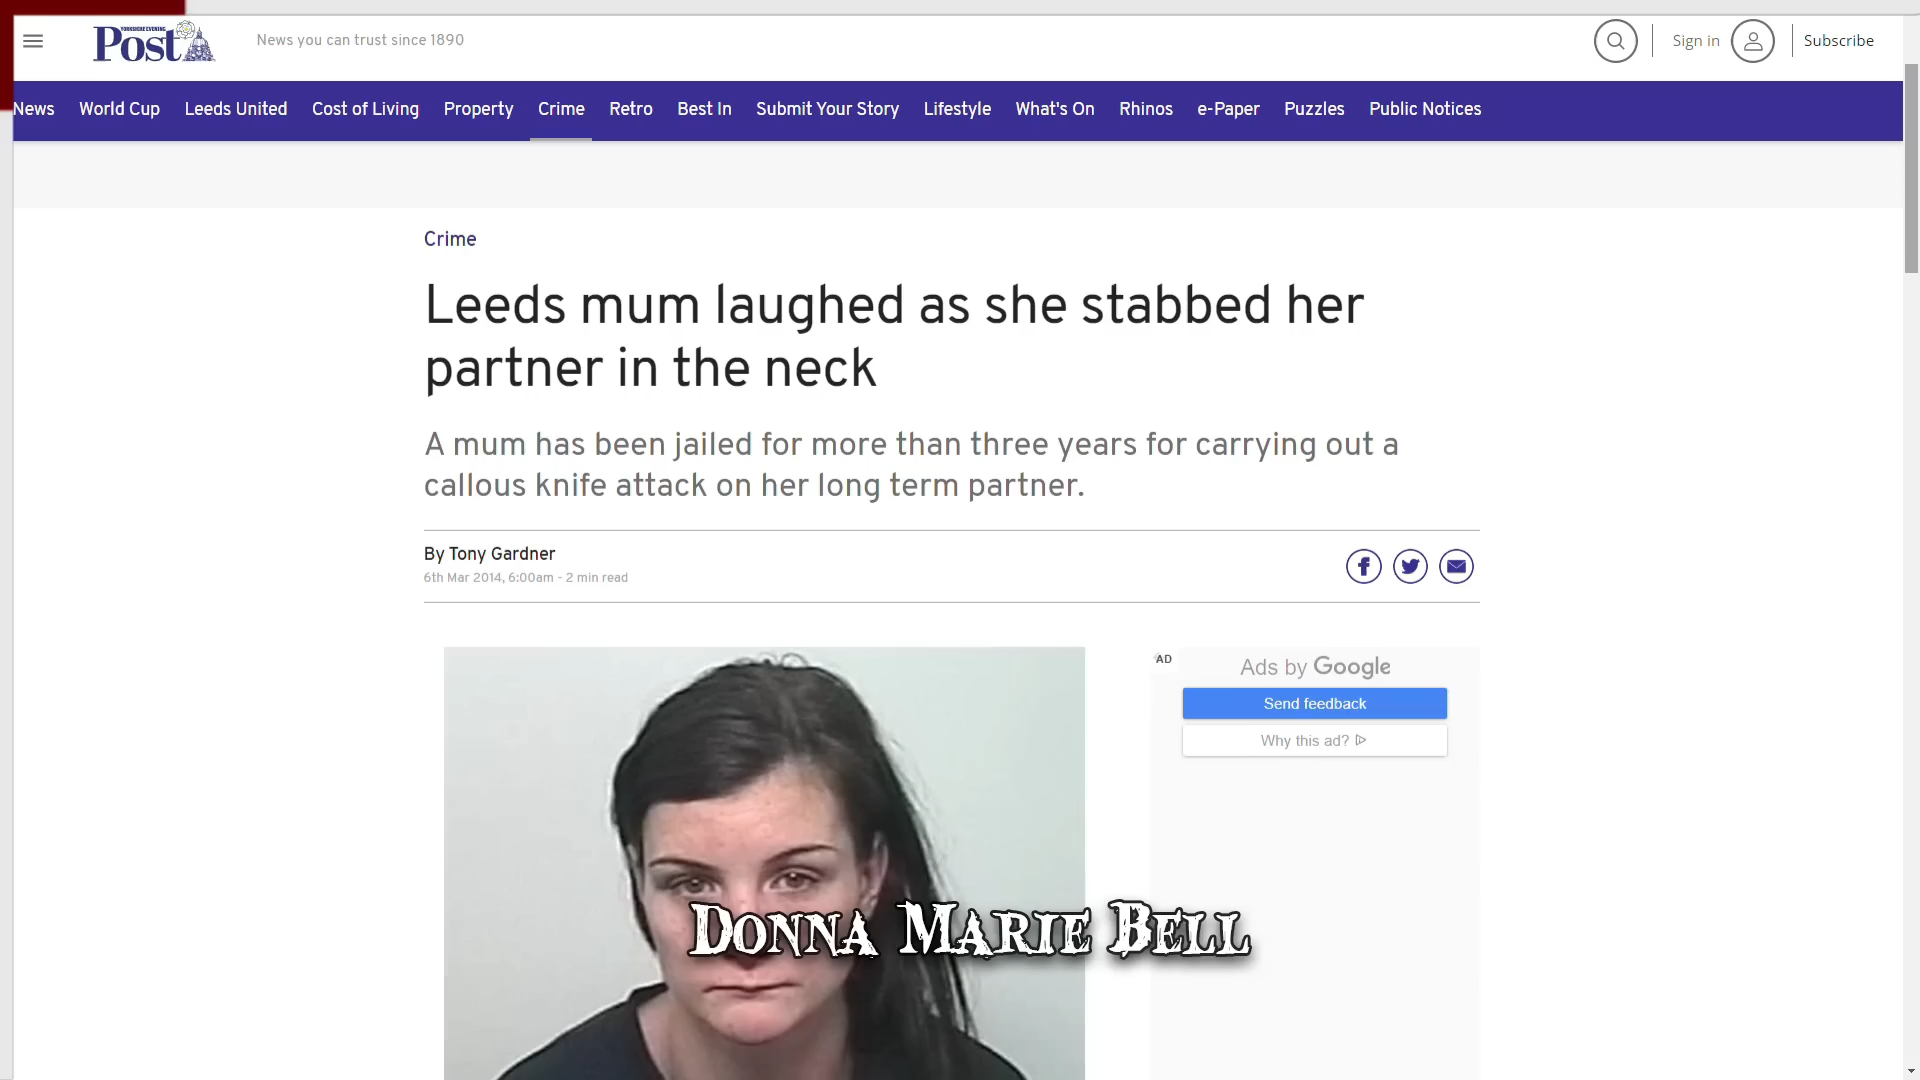 YORKSHIRE EVENING
Post
News you can trust since 1890
Sign in
Subscribe
News World Cup Leeds United Cost of Living Property Crime Retro Best In Submit Your Story Lifestyle What's On Rhinos e-Paper Puzzles Public Notices
Crime
Leeds mum laughed as she stabbed her
partner in the neck
A mum has been jailed for more than three years for carrying out a
callous knife attack on her long term partner.
By Tony Gardner
6th Mar 2014, 6:00am - 2 min read
AD
Ads by Google
Send feedback
Why this ad?
Donna Marie Bell